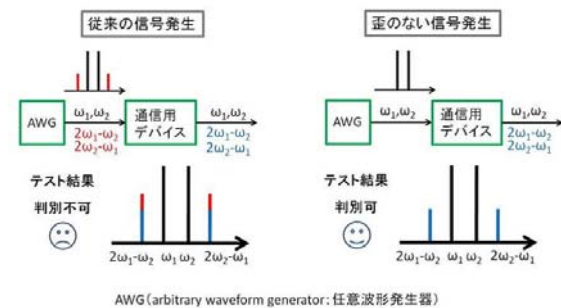 従来の信号発生
歪のない信号発生
AWG
ω₁,ω₂
2ω₁-ω₂
2ω₂-ω₁
通信用
デバイス
ω₁,ω₂
2ω₁-ω₂
2ω₂-ω₁
テスト結果
判別不可
2ω₁-ω₂ ω₁ ω₂ 2ω₂-ω₁
AWG
ω₁,ω₂
通信用
デバイス
ω₁,ω₂
2ω₁-ω₂
2ω₂-ω₁
テスト結果
判別可
2ω₁-ω₂ ω₁ ω₂ 2ω₂-ω₁
AWG(arbitrary waveform generator:任意波形発生器)